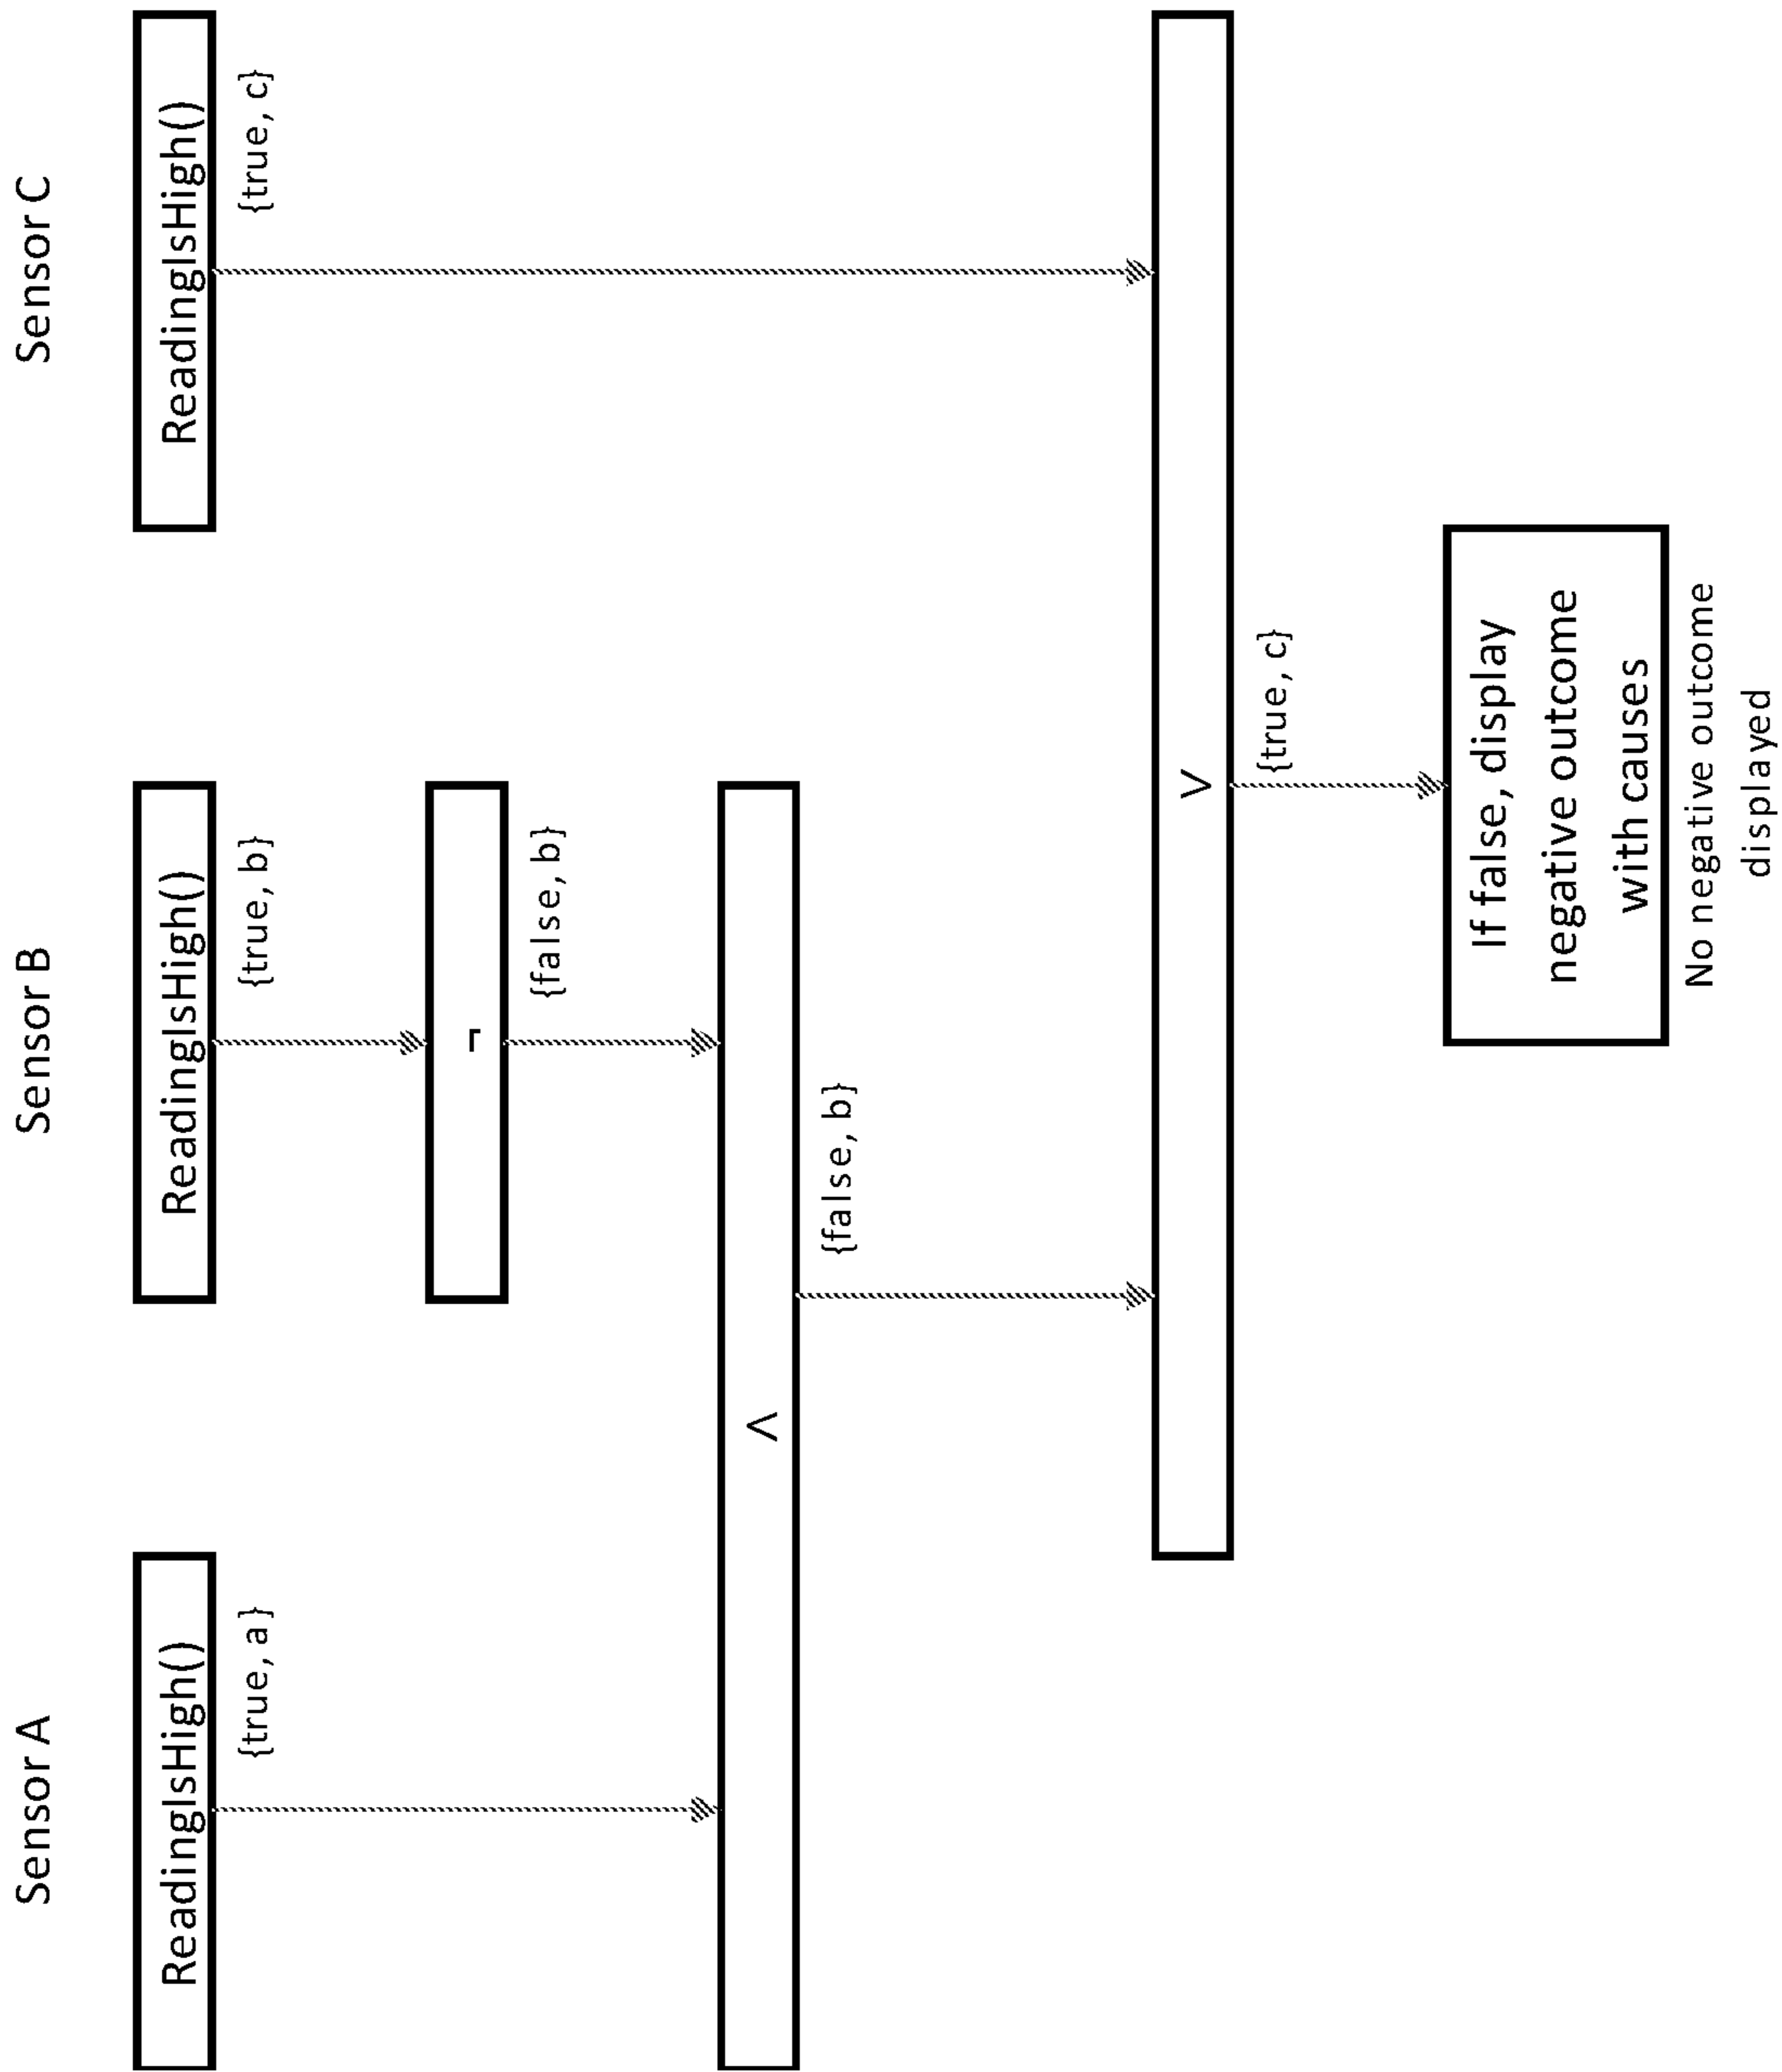 Sensor A
Sensor B
Sensor C
ReadingIsHigh()
ReadingIsHigh()
ReadingIsHigh()
{true, a}
{true, b}
{true, c}
¬
{false, b}
∧
{false, b}
∨
{true, c}
If false, display
negative outcome
with causes
No negative outcome
displayed